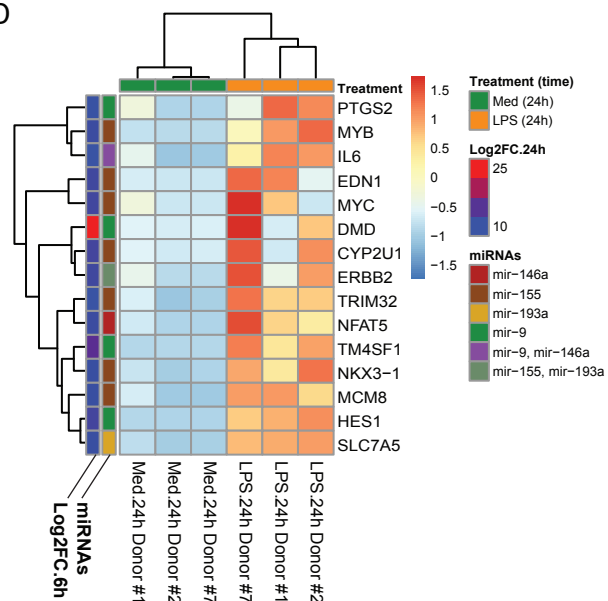 Treatment
PTGS2
MYB
IL6
EDN1
MYC
DMD
CYP2U1
ERBB2
TRIM32
NFAT5
TM4SF1
NKX3−1
MCM8
HES1
SLC7A5
1.5
1
0.5
0
−0.5
−1
−1.5
Treatment (time)
Med (24h)
LPS (24h)
Log2FC.24h
25
10
miRNAs
mir−146a
mir−155
mir−193a
mir−9
mir−9, mir−146a
mir−155, mir−193a
miRNAs
Log2FC.6h
Med.24h Donor #1
Med.24h Donor #2
Med.24h Donor #7
LPS.24h Donor #7
LPS.24h Donor #1
LPS.24h Donor #2